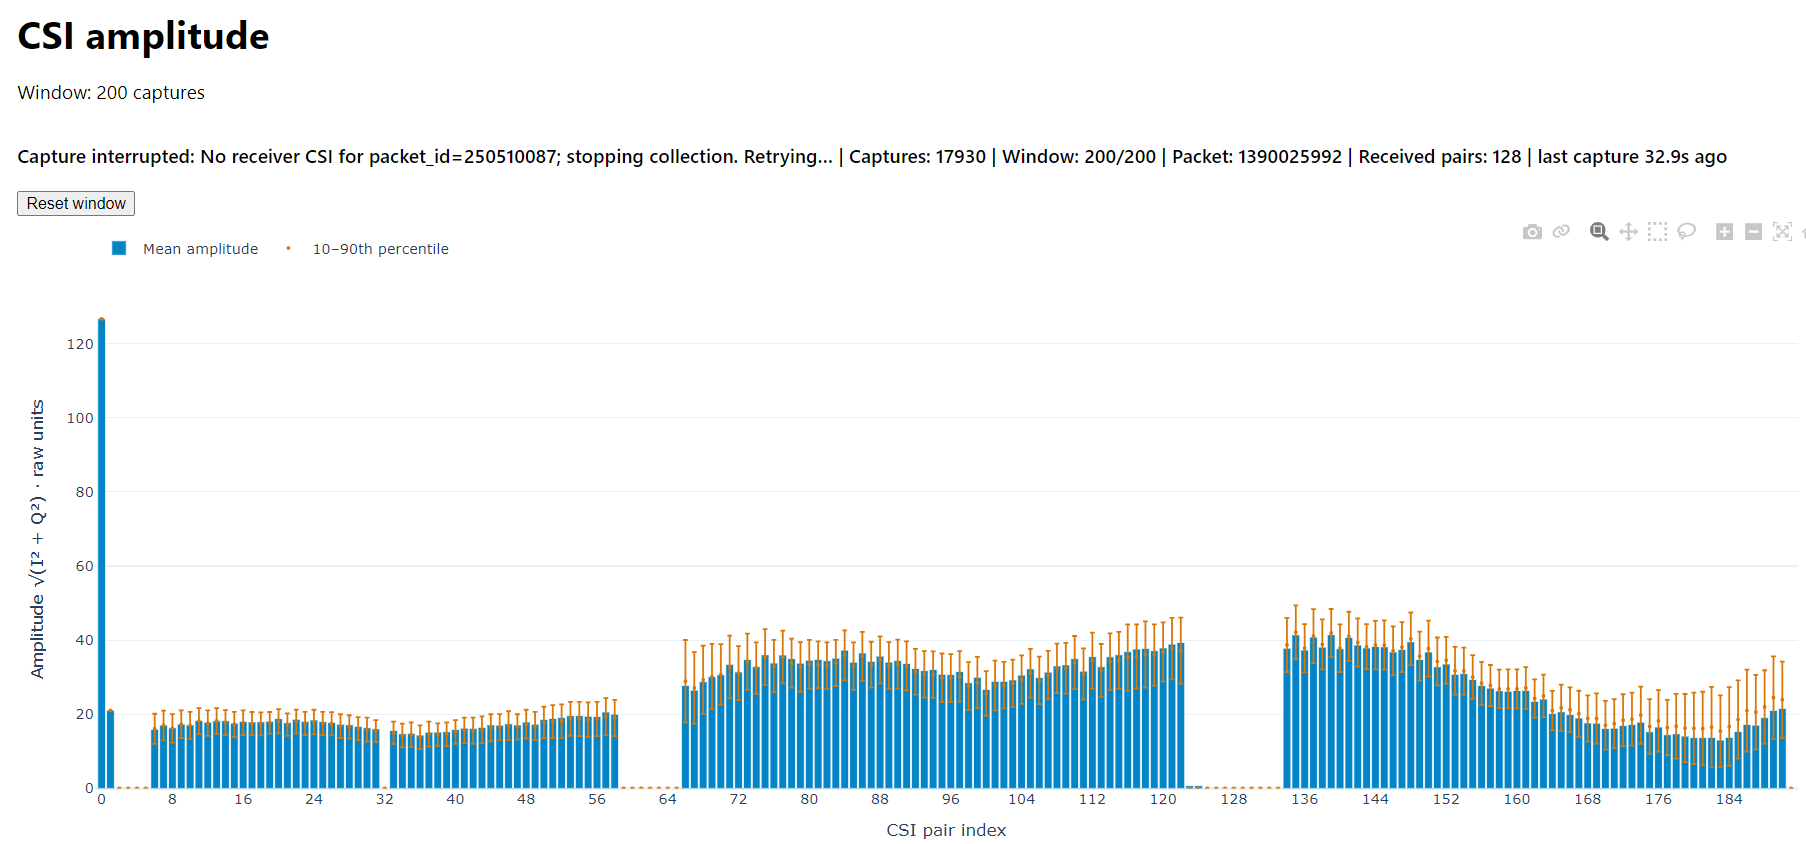 CSI amplitude
Window: 200 captures
Capture interrupted: No receiver CSI for packet_id=250510087; stopping collection. Retrying... | Captures: 17930 | Window: 200/200 | Packet: 1390025992 | Received pairs: 128 | last capture 32.9s ago
Reset window
Mean amplitude 10–90th percentile
120
100
80
60
40
20
0
Amplitude √(I² + Q²) · raw units
0 8 16 24 32 40 48 56 64 72 80 88 96 104 112 120 128 136 144 152 160 168 176 184
CSI pair index